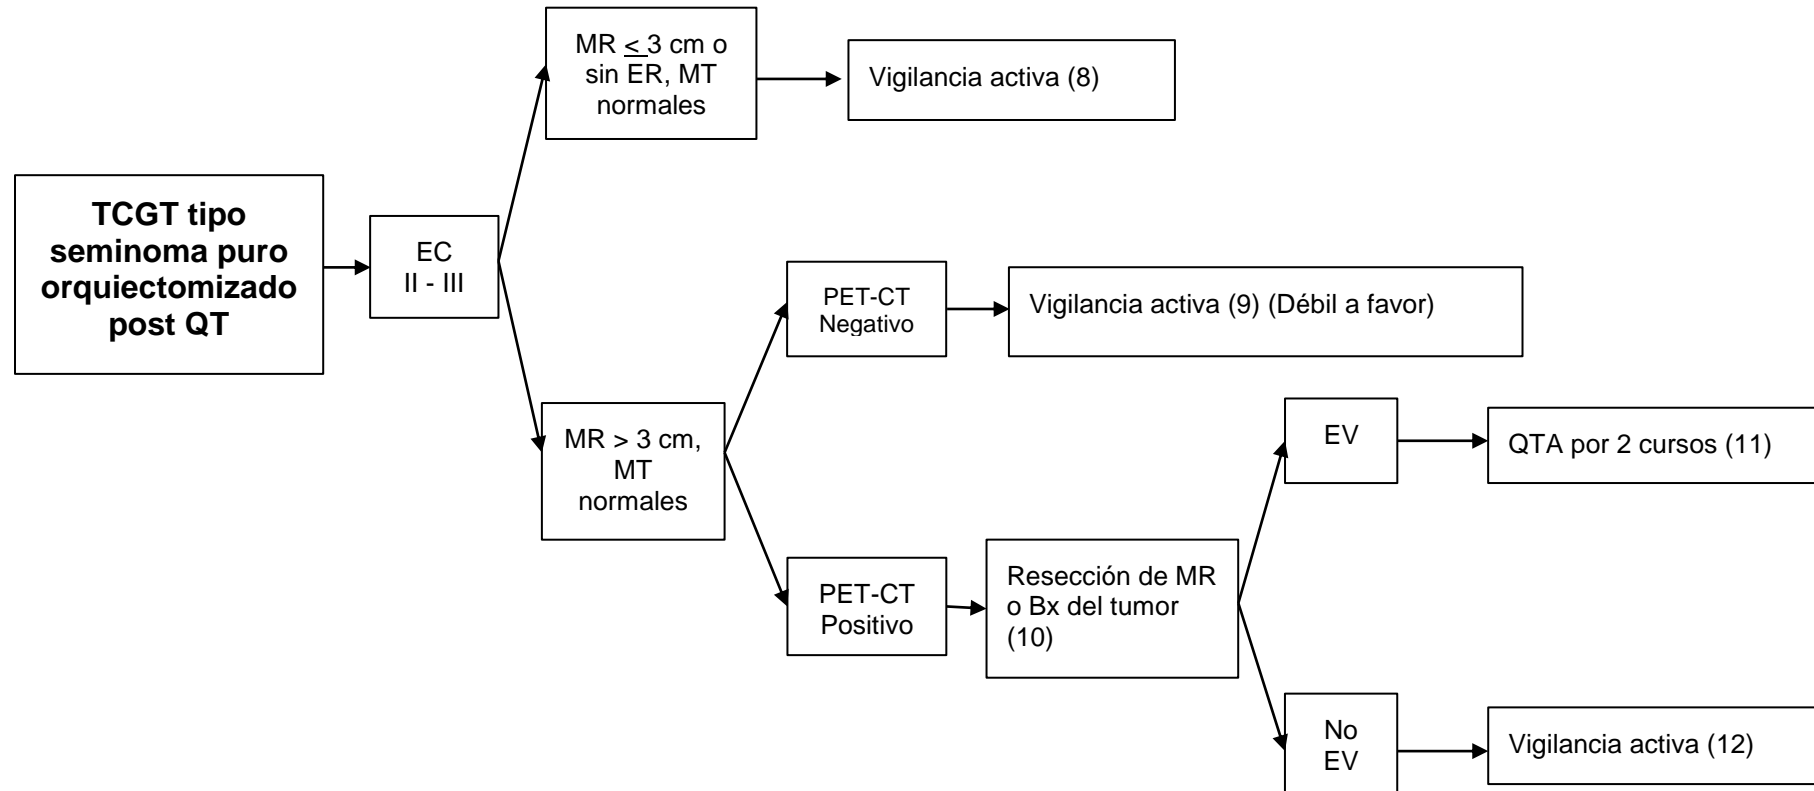 MR < 3 cm o
sin ER, MT
normales
Vigilancia activa (8)
TCGT tipo
seminoma puro
orquiectomizado
post QT
EC
II - III
PET-CT
Negativo
Vigilancia activa (9) (Débil a favor)
MR > 3 cm,
MT
normales
EV
QTA por 2 cursos (11)
PET-CT
Positivo
Resección de MR
o Bx del tumor
(10)
No
EV
Vigilancia activa (12)